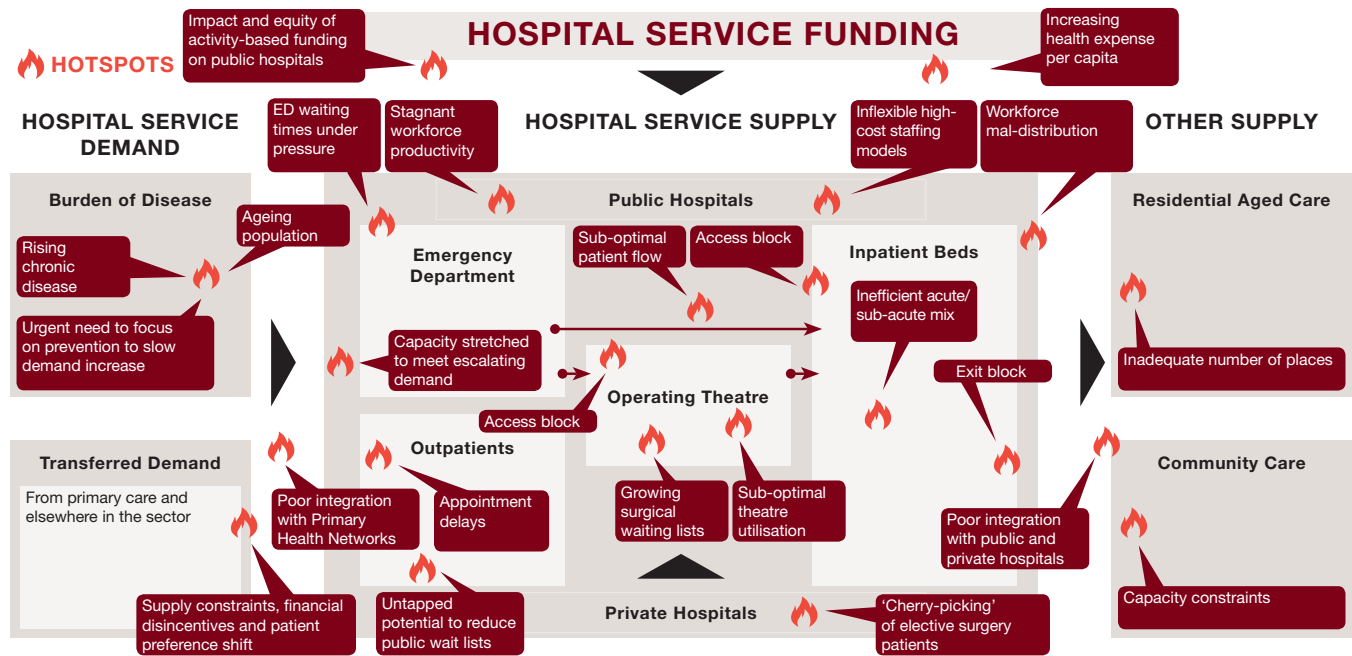 Impact and equity of
activity-based funding
on public hospitals
HOSPITAL SERVICE FUNDING
Increasing
health expense
per capita
HOTSPOTS
HOSPITAL SERVICE
DEMAND
ED waiting
times under
pressure
Stagnant
workforce
productivity
HOSPITAL SERVICE SUPPLY
Inflexible high-
cost staffing
models
Workforce
mal-distribution
OTHER SUPPLY
Burden of Disease
Ageing
population
Rising
chronic
disease
Urgent need to focus
on prevention to slow
demand increase
Public Hospitals
Emergency
Department
Sub-optimal
patient flow
Access block
Inpatient Beds
Inefficient acute/
sub-acute mix
Capacity stretched
to meet escalating
demand
Exit block
Access block
Operating Theatre
Residential Aged Care
Inadequate number of places
Transferred Demand
From primary care and
elsewhere in the sector
Poor integration
with Primary
Health Networks
Supply constraints, financial
disincentives and patient
preference shift
Outpatients
Appointment
delays
Untapped
potential to reduce
public wait lists
Growing
surgical
waiting lists
Sub-optimal
theatre
utilisation
Private Hospitals
‘Cherry-picking’
of elective surgery
patients
Poor integration
with public and
private hospitals
Community Care
Capacity constraints